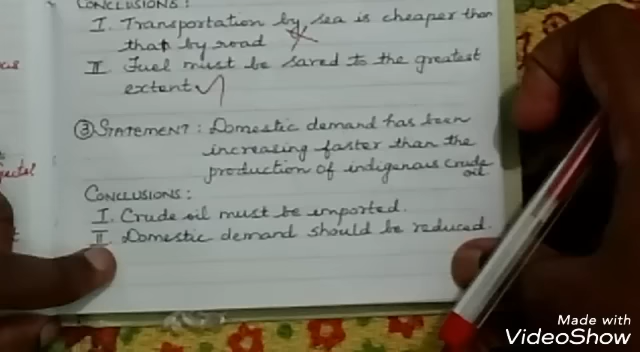 CONCLUSIONS:
I. Transportation by sea is cheaper than
that by road
II Fuel must be saved to the greatest
extent
③ STATEMENT: Domestic demand has been
increasing faster than the
production of indigenous crude
oil
CONCLUSIONS:
I. Crude oil must be imported.
II Domestic demand should be reduced.
Made with
VideoShow